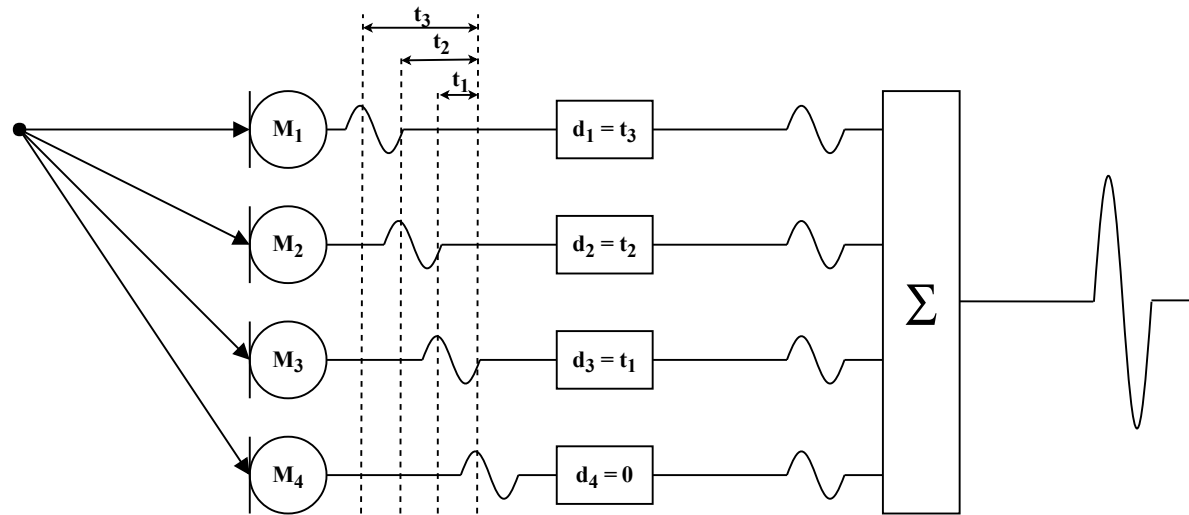 t3
t2
t1
M1
d1 = t3
M2
d2 = t2
Σ
M3
d3 = t1
M4
d4 = 0